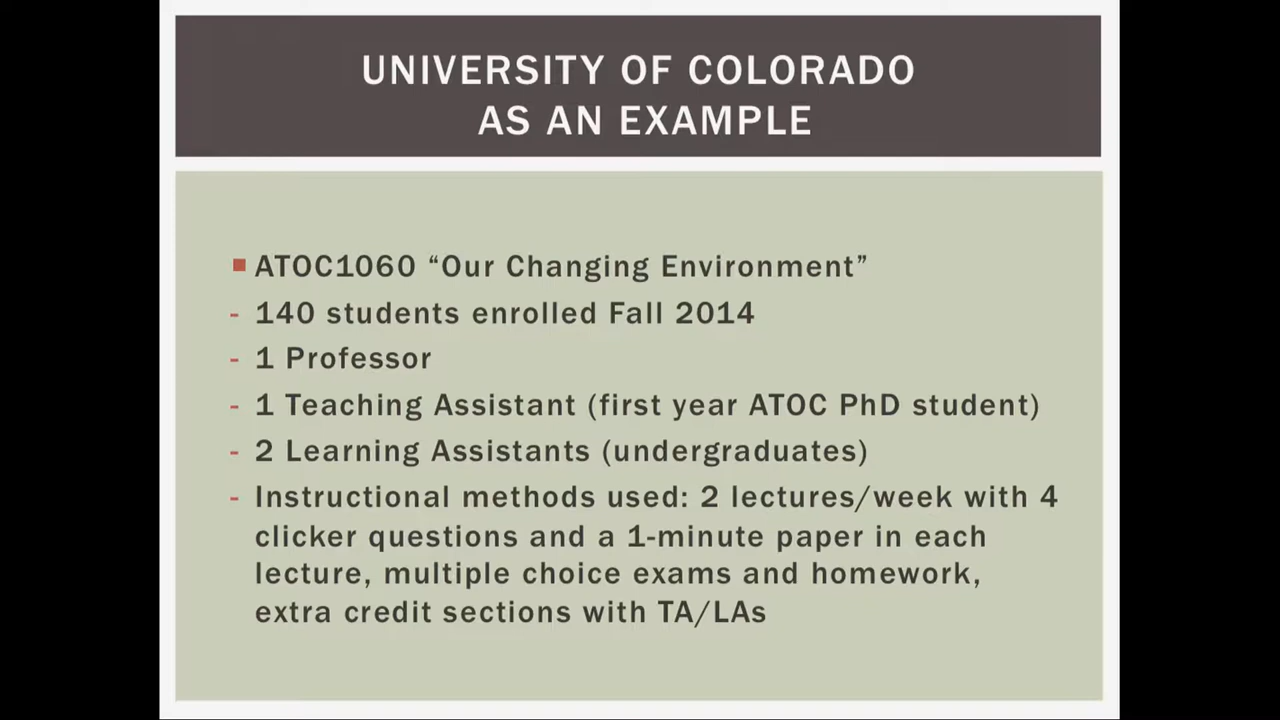 UNIVERSITY OF COLORADO
AS AN EXAMPLE
ATOC1060 “Our Changing Environment”
- 140 students enrolled Fall 2014
- 1 Professor
- 1 Teaching Assistant (first year ATOC PhD student)
- 2 Learning Assistants (undergraduates)
- Instructional methods used: 2 lectures/week with 4
clicker questions and a 1-minute paper in each
lecture, multiple choice exams and homework,
extra credit sections with TA/LAs